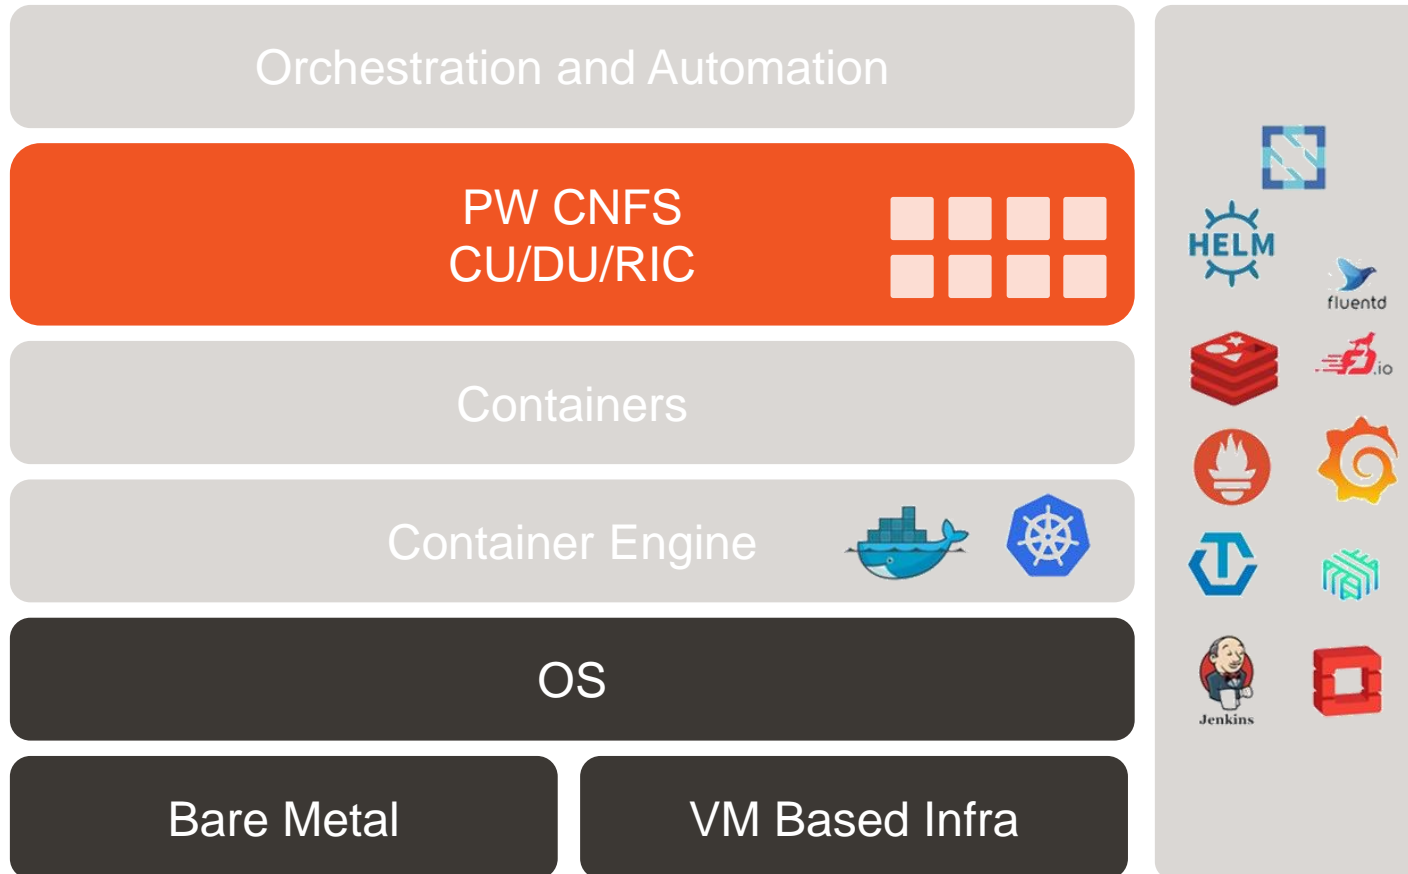 Orchestration and Automation
PW CNFS
CU/DU/RIC
Containers
Container Engine
OS
Bare Metal
VM Based Infra
HELM
fluentd
FD.io
Jenkins